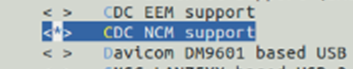 < > CDC EEM support
<*> CDC NCM support
< > Davicom DM9601 based USB